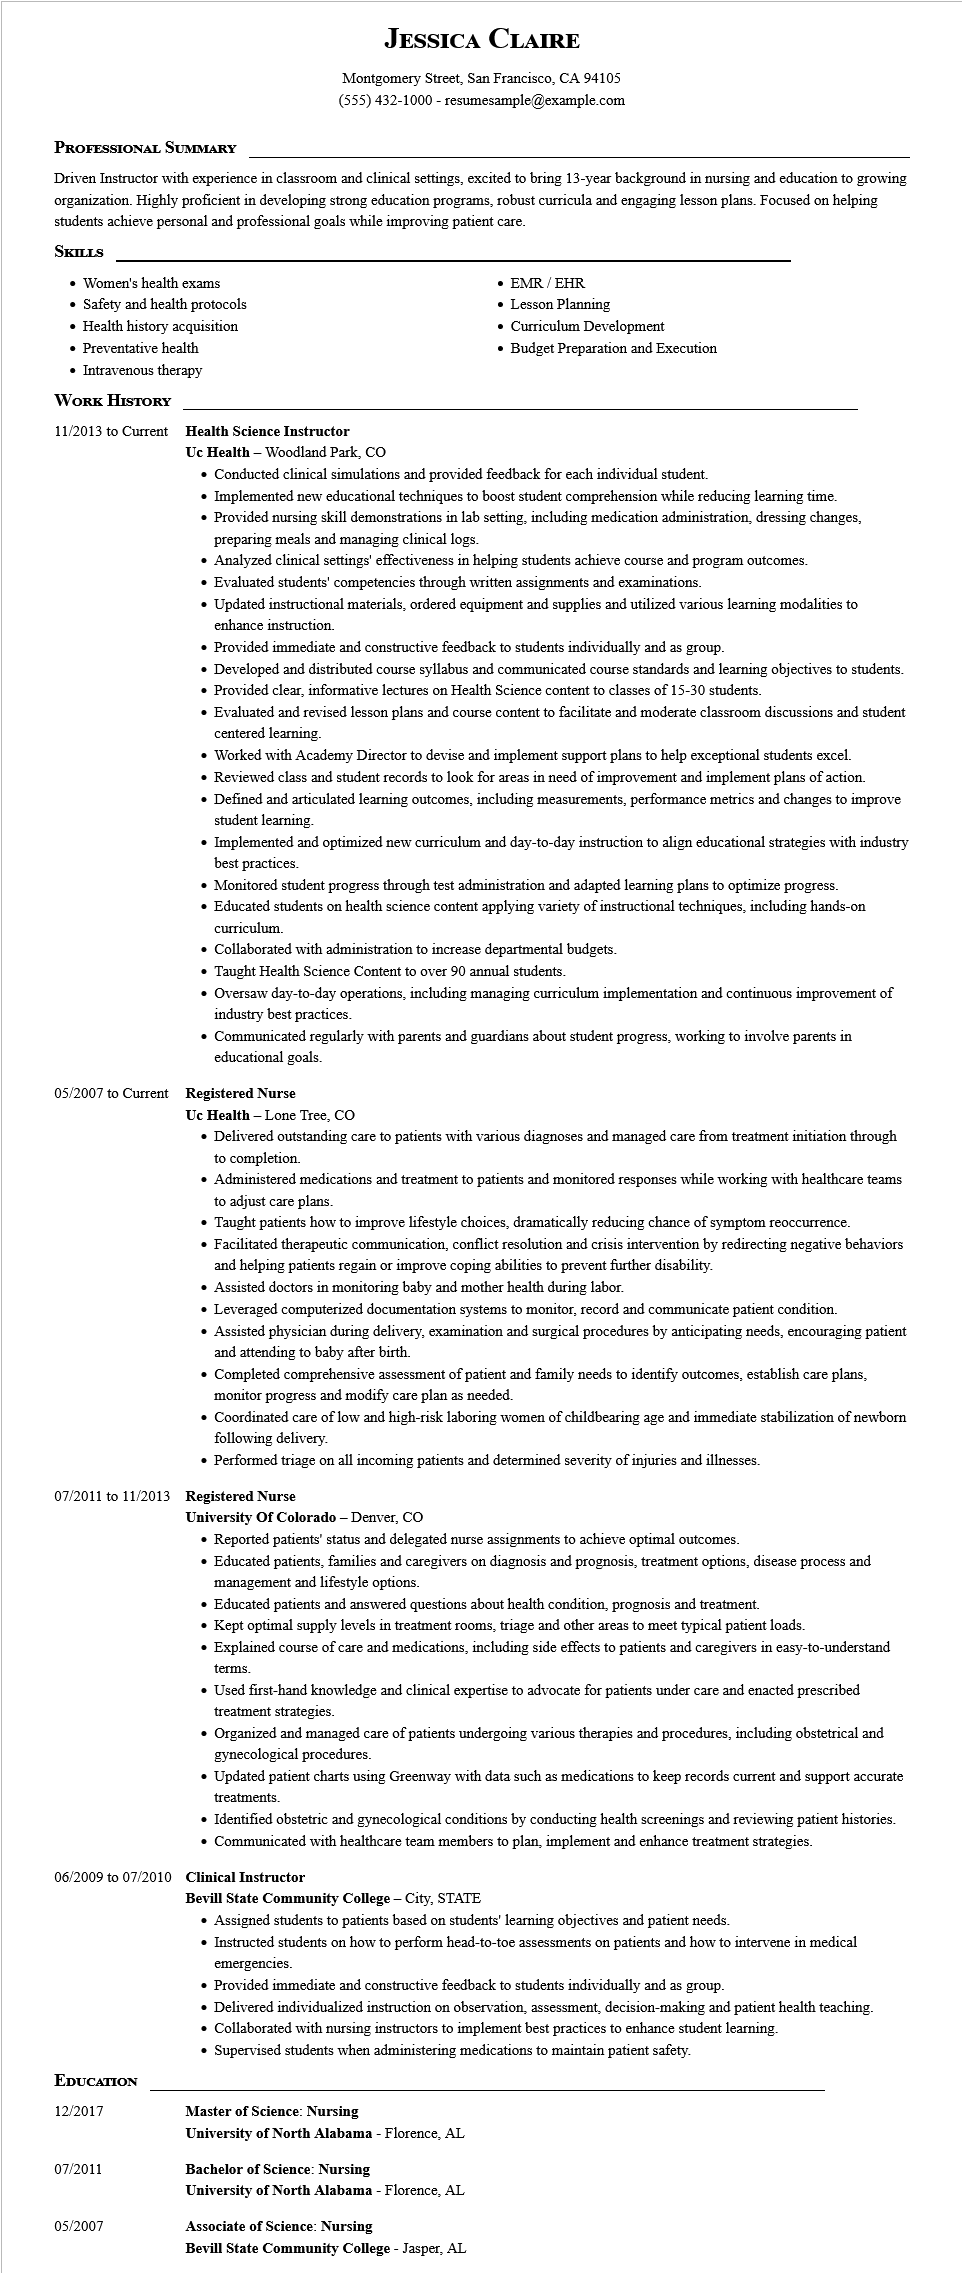 Jessica Claire
Montgomery Street, San Francisco, CA 94105
(555) 432-1000 - resumesample@example.com
Professional Summary
Driven Instructor with experience in classroom and clinical settings, excited to bring 13-year background in nursing and education to growing
organization. Highly proficient in developing strong education programs, robust curricula and engaging lesson plans. Focused on helping
students achieve personal and professional goals while improving patient care.
Skills
• Women's health exams
• Safety and health protocols
• Health history acquisition
• Preventative health
• Intravenous therapy
• EMR / EHR
• Lesson Planning
• Curriculum Development
• Budget Preparation and Execution
Work History
11/2013 to Current Health Science Instructor
Uc Health – Woodland Park, CO
• Conducted clinical simulations and provided feedback for each individual student.
• Implemented new educational techniques to boost student comprehension while reducing learning time.
• Provided nursing skill demonstrations in lab setting, including medication administration, dressing changes,
preparing meals and managing clinical logs.
• Analyzed clinical settings' effectiveness in helping students achieve course and program outcomes.
• Evaluated students' competencies through written assignments and examinations.
• Updated instructional materials, ordered equipment and supplies and utilized various learning modalities to
enhance instruction.
• Provided immediate and constructive feedback to students individually and as group.
• Developed and distributed course syllabus and communicated course standards and learning objectives to students.
• Provided clear, informative lectures on Health Science content to classes of 15-30 students.
• Evaluated and revised lesson plans and course content to facilitate and moderate classroom discussions and student
centered learning.
• Worked with Academy Director to devise and implement support plans to help exceptional students excel.
• Reviewed class and student records to look for areas in need of improvement and implement plans of action.
• Defined and articulated learning outcomes, including measurements, performance metrics and changes to improve
student learning.
• Implemented and optimized new curriculum and day-to-day instruction to align educational strategies with industry
best practices.
• Monitored student progress through test administration and adapted learning plans to optimize progress.
• Educated students on health science content applying variety of instructional techniques, including hands-on
curriculum.
• Collaborated with administration to increase departmental budgets.
• Taught Health Science Content to over 90 annual students.
• Oversaw day-to-day operations, including managing curriculum implementation and continuous improvement of
industry best practices.
• Communicated regularly with parents and guardians about student progress, working to involve parents in
educational goals.
05/2007 to Current Registered Nurse
Uc Health – Lone Tree, CO
• Delivered outstanding care to patients with various diagnoses and managed care from treatment initiation through
to completion.
• Administered medications and treatment to patients and monitored responses while working with healthcare teams
to adjust care plans.
• Taught patients how to improve lifestyle choices, dramatically reducing chance of symptom reoccurrence.
• Facilitated therapeutic communication, conflict resolution and crisis intervention by redirecting negative behaviors
and helping patients regain or improve coping abilities to prevent further disability.
• Assisted doctors in monitoring baby and mother health during labor.
• Leveraged computerized documentation systems to monitor, record and communicate patient condition.
• Assisted physician during delivery, examination and surgical procedures by anticipating needs, encouraging patient
and attending to baby after birth.
• Completed comprehensive assessment of patient and family needs to identify outcomes, establish care plans,
monitor progress and modify care plan as needed.
• Coordinated care of low and high-risk laboring women of childbearing age and immediate stabilization of newborn
following delivery.
• Performed triage on all incoming patients and determined severity of injuries and illnesses.
07/2011 to 11/2013 Registered Nurse
University Of Colorado – Denver, CO
• Reported patients' status and delegated nurse assignments to achieve optimal outcomes.
• Educated patients, families and caregivers on diagnosis and prognosis, treatment options, disease process and
management and lifestyle options.
• Educated patients and answered questions about health condition, prognosis and treatment.
• Kept optimal supply levels in treatment rooms, triage and other areas to meet typical patient loads.
• Explained course of care and medications, including side effects to patients and caregivers in easy-to-understand
terms.
• Used first-hand knowledge and clinical expertise to advocate for patients under care and enacted prescribed
treatment strategies.
• Organized and managed care of patients undergoing various therapies and procedures, including obstetrical and
gynecological procedures.
• Updated patient charts using Greenway with data such as medications to keep records current and support accurate
treatments.
• Identified obstetric and gynecological conditions by conducting health screenings and reviewing patient histories.
• Communicated with healthcare team members to plan, implement and enhance treatment strategies.
06/2009 to 07/2010 Clinical Instructor
Bevill State Community College – City, STATE
• Assigned students to patients based on students' learning objectives and patient needs.
• Instructed students on how to perform head-to-toe assessments on patients and how to intervene in medical
emergencies.
• Provided immediate and constructive feedback to students individually and as group.
• Delivered individualized instruction on observation, assessment, decision-making and patient health teaching.
• Collaborated with nursing instructors to implement best practices to enhance student learning.
• Supervised students when administering medications to maintain patient safety.
Education
12/2017 Master of Science: Nursing
University of North Alabama - Florence, AL
07/2011 Bachelor of Science: Nursing
University of North Alabama - Florence, AL
05/2007 Associate of Science: Nursing
Bevill State Community College - Jasper, AL